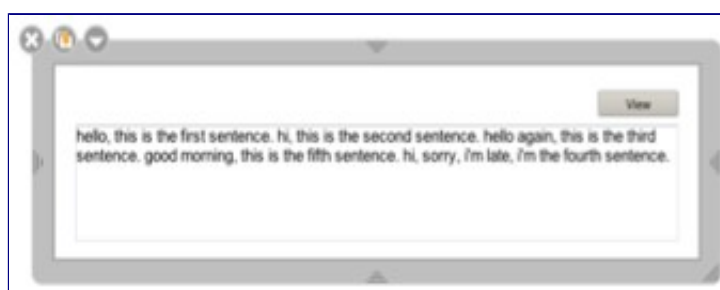 View
hello, this is the first sentence. hi, this is the second sentence. hello again, this is the third
sentence. good morning, this is the fifth sentence. hi, sorry, i'm late, i'm the fourth sentence.